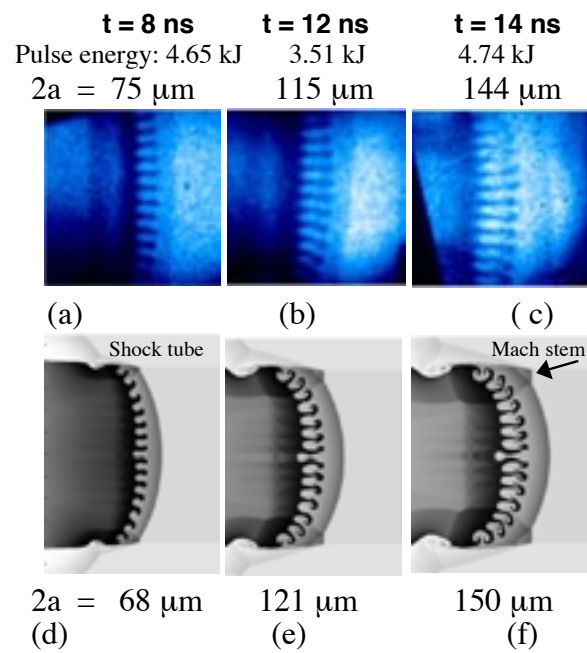 t = 8 ns t = 12 ns t = 14 ns
Pulse energy: 4.65 kJ 3.51 kJ 4.74 kJ
2a = 75 μm 115 μm 144 μm
(a) (b) ( c)
Shock tube Mach stem
2a = 68 μm 121 μm 150 μm
(d) (e) (f)